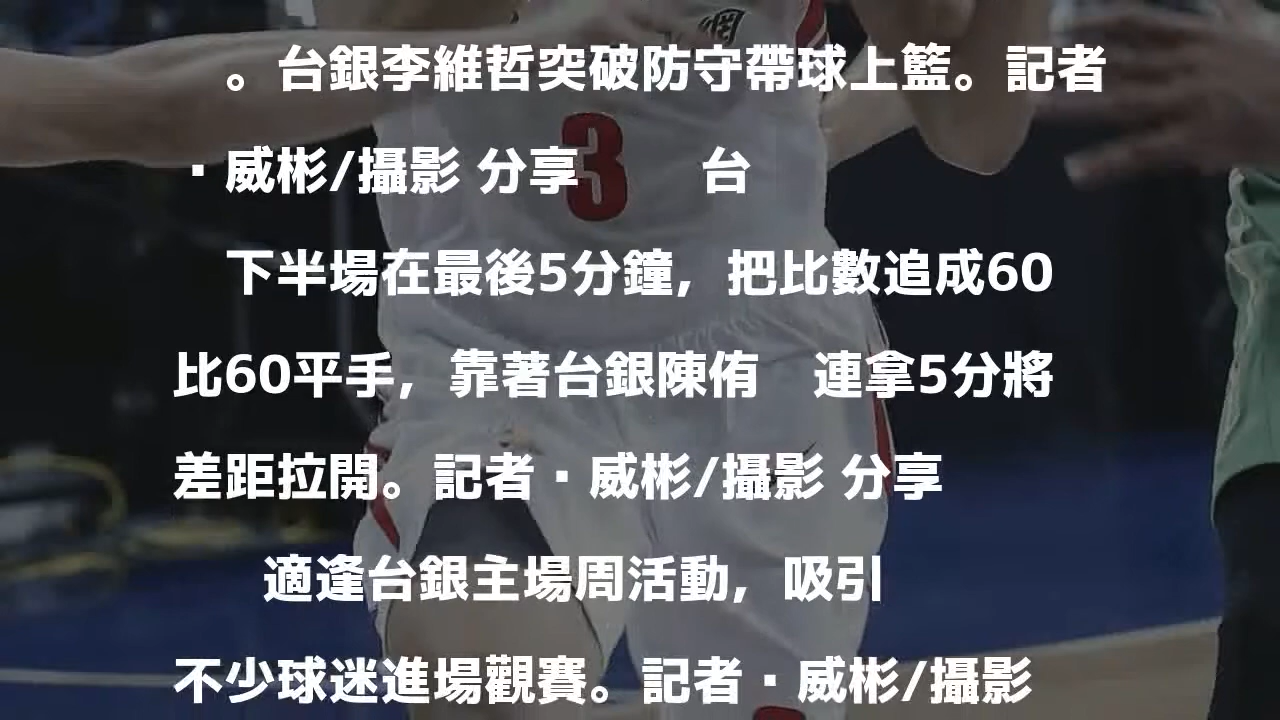 。台銀李維哲突破防守帶球上籃。記者
▪威彬/攝影 分享 台
下半場在最後5分鐘，把比數追成60
比60平手，靠著台銀陳侑 連拿5分將
差距拉開。記者▪威彬/攝影 分享
適逢台銀主場周活動，吸引
不少球迷進場觀賽。記者▪威彬/攝影
3